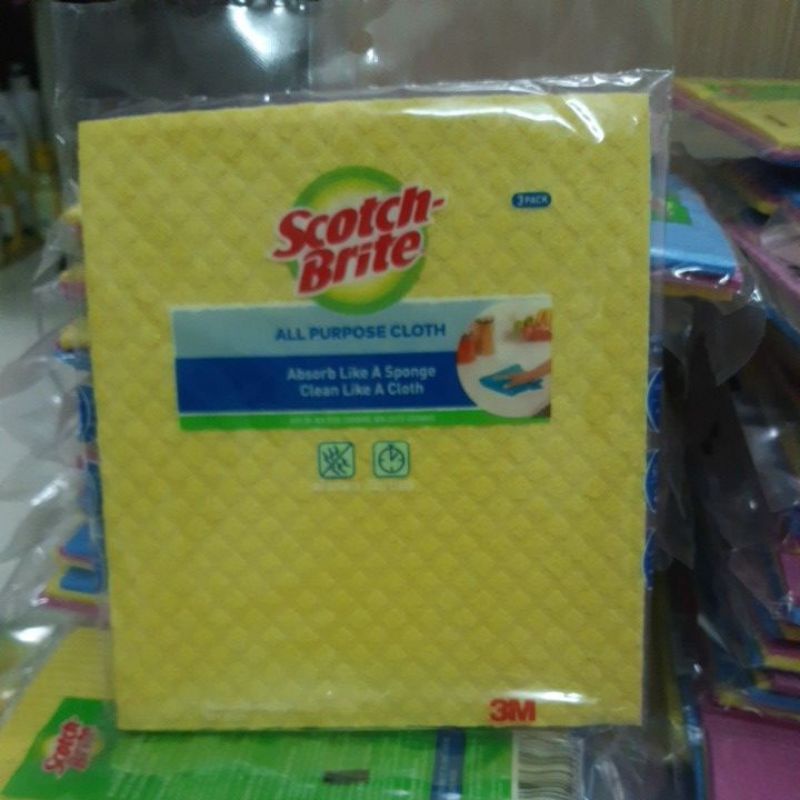 Scotch-
Brite
3 PACK
ALL PURPOSE CLOTH
Absorb Like A Sponge
Clean Like A Cloth
3M
Scotch-
Brite